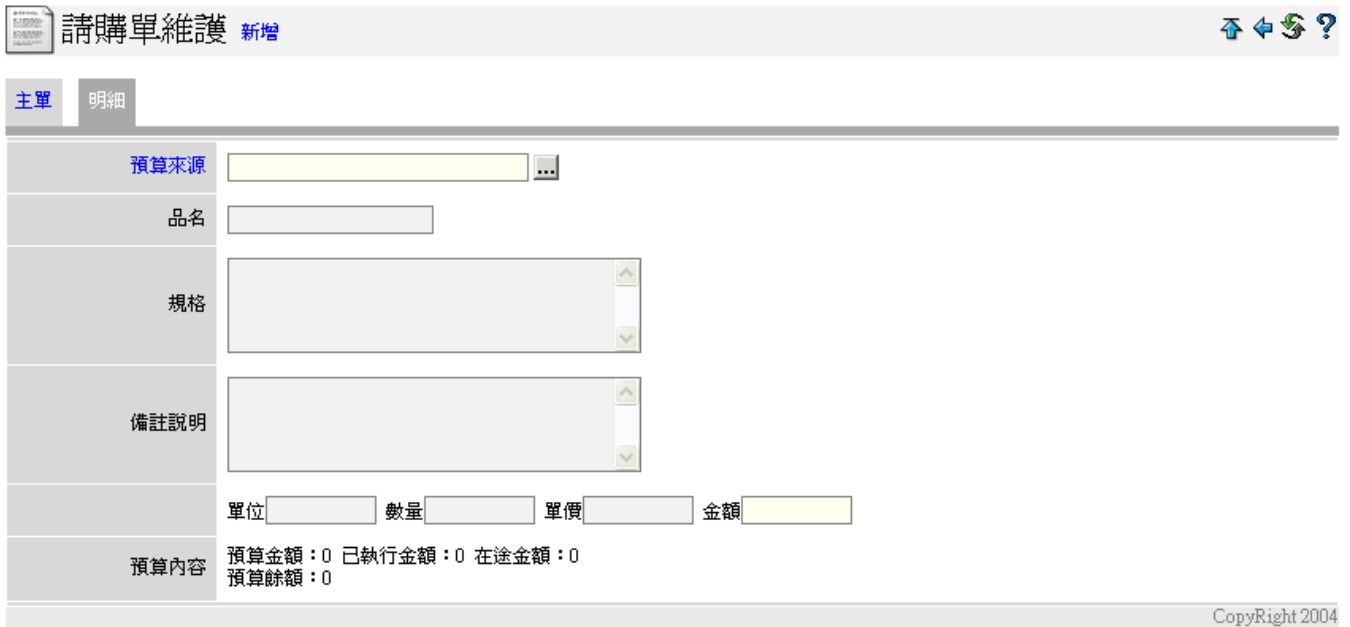 請購單維護 新增
主單 明細
預算來源 ...
品名
規格
備註說明
單位 數量 單價 金額
預算內容 預算金額：0 已執行金額：0 在途金額：0
預算餘額：0
CopyRight 2004